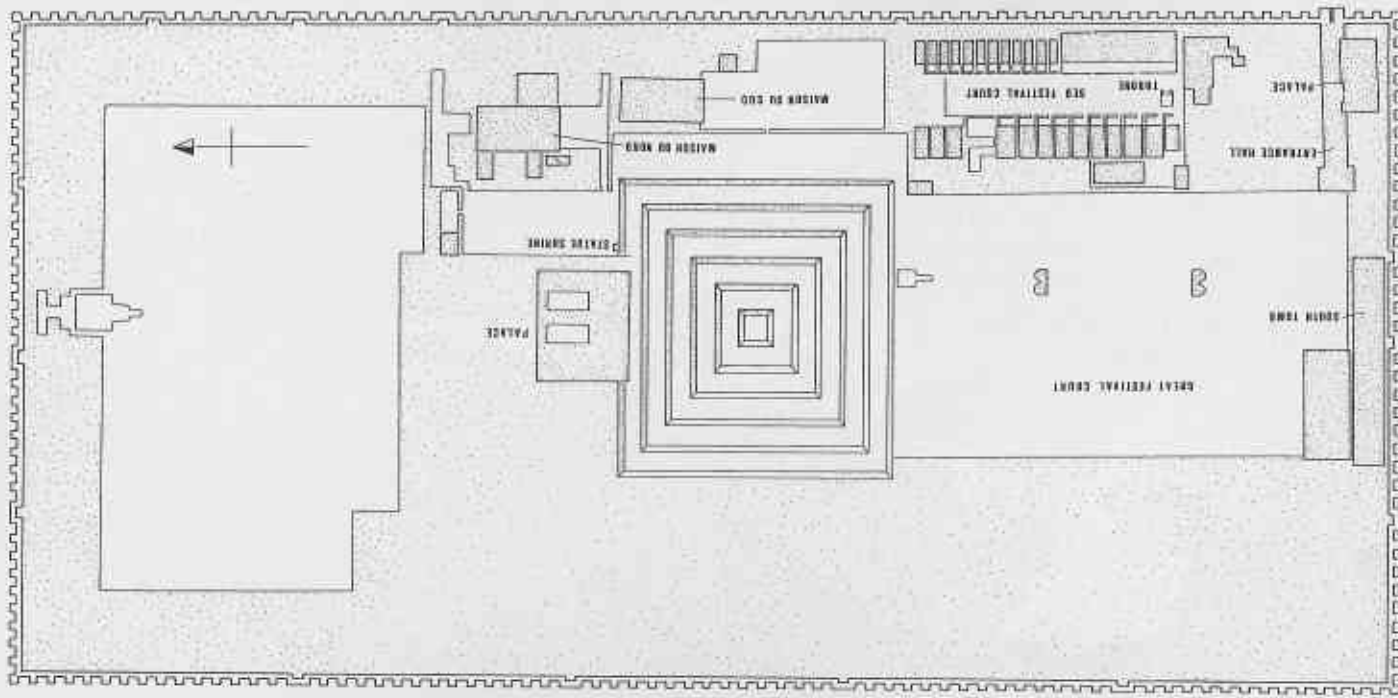 GREAT FESTIVAL COURT
PALACE
SOUTH TOMB
STATUE SHRINE
ENTRANCE HALL
MAISON DU NORD
MAISON DU SUD
SED FESTIVAL COURT
PALACE
THRONE